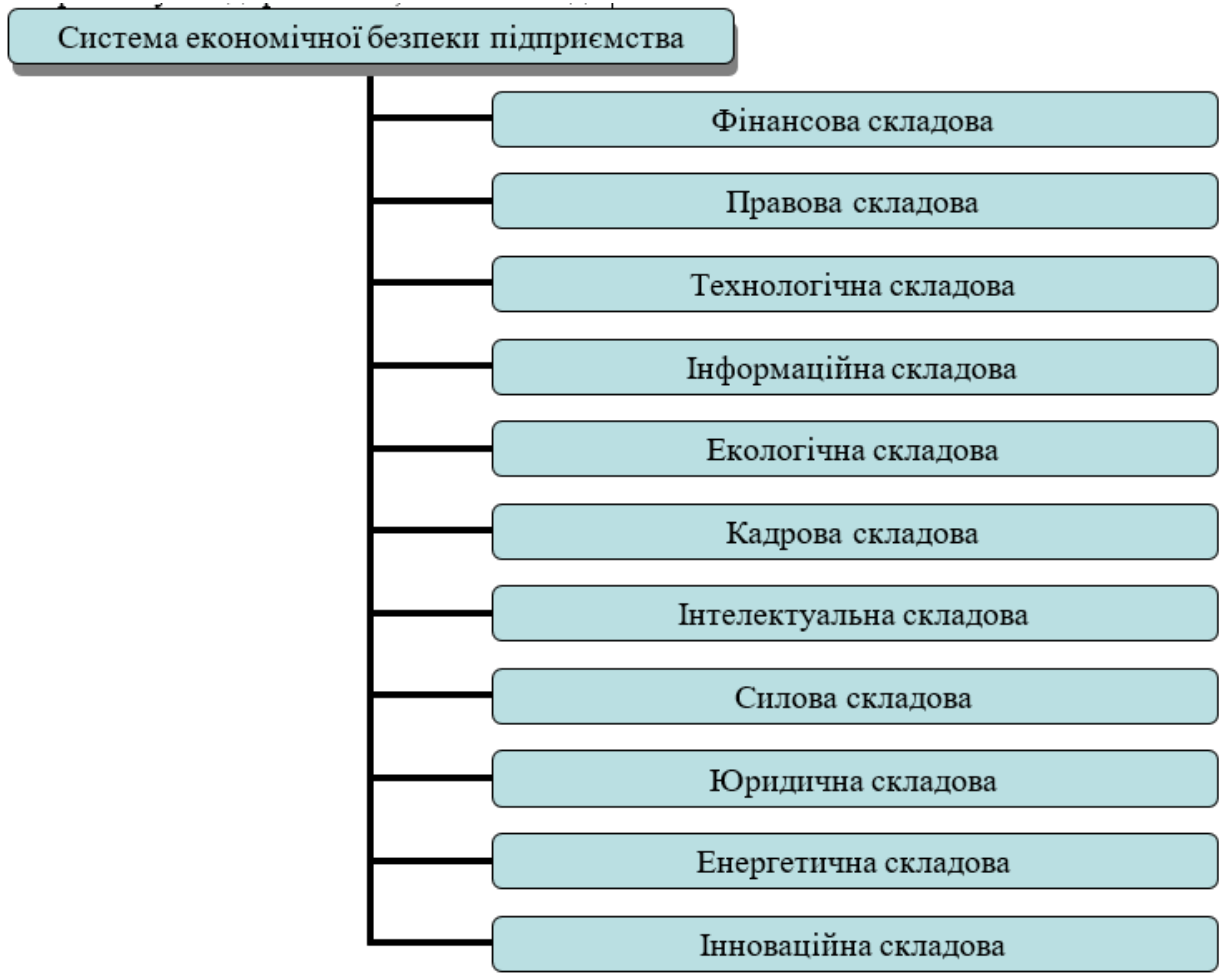 Система економічної безпеки підприємства
Фінансова складова
Правова складова
Технологічна складова
Інформаційна складова
Екологічна складова
Кадрова складова
Інтелектуальна складова
Силова складова
Юридична складова
Енергетична складова
Інноваційна складова